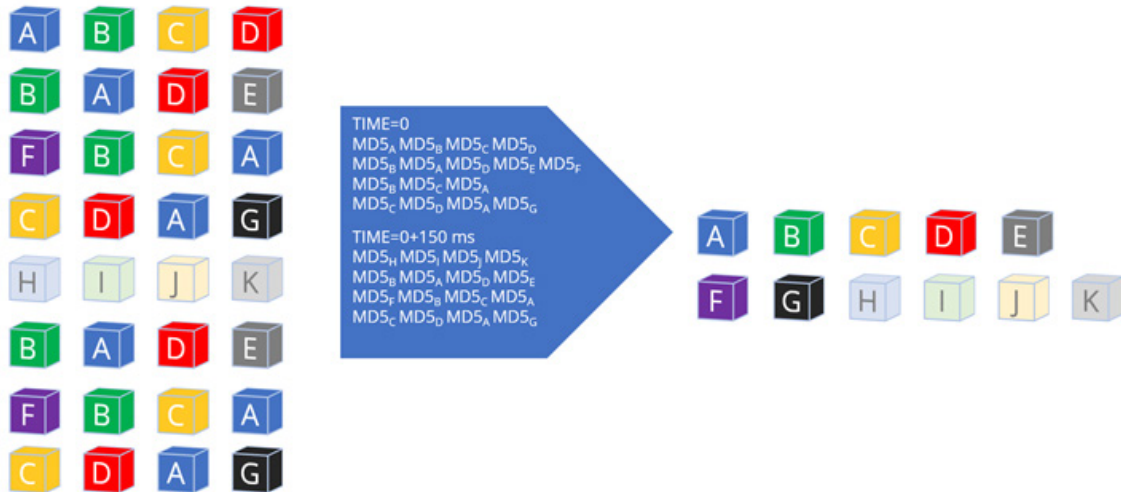 A B C D
B A D E
F B C A
C D A G
H I J K
B A D E
F B C A
C D A G
TIME=0
MD5A MD5B MD5C MD5D
MD5B MD5A MD5D MD5E MD5F
MD5B MD5C MD5A
MD5C MD5D MD5A MD5G
TIME=0+150 ms
MD5H MD5I MD5J MD5K
MD5B MD5A MD5D MD5E
MD5F MD5B MD5C MD5A
MD5C MD5D MD5A MD5G
A B C D E
F G H I J K